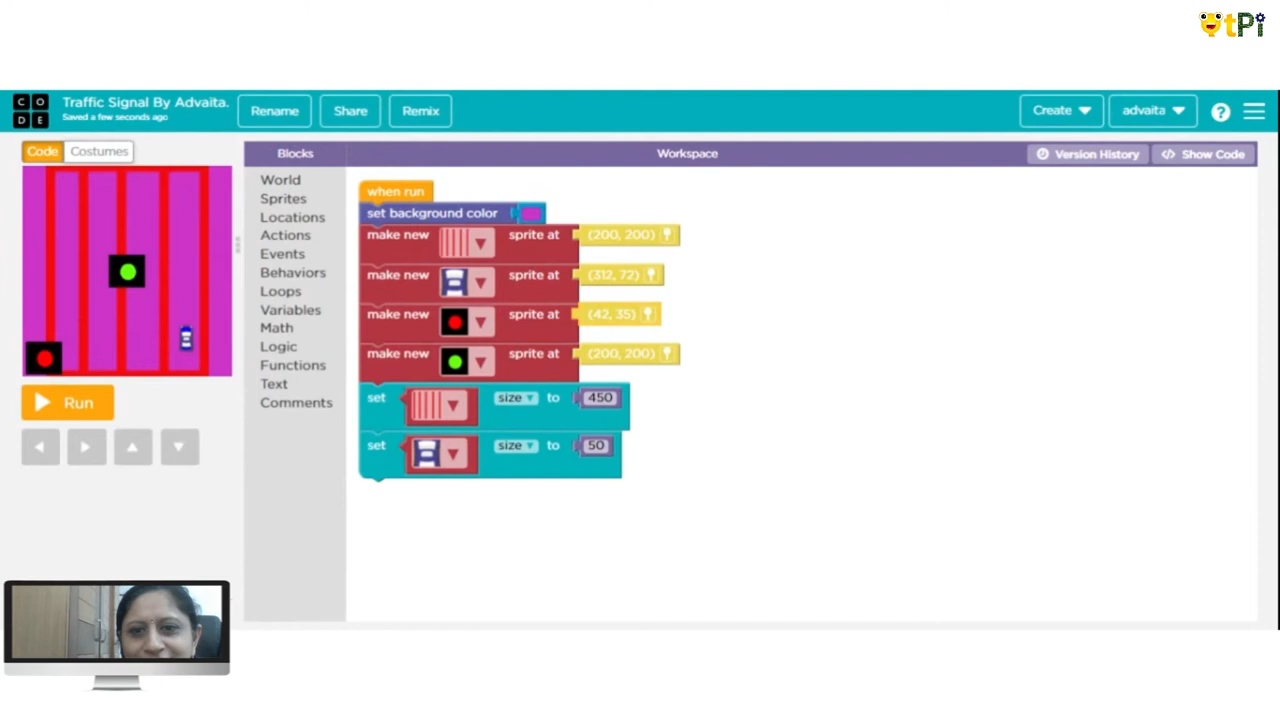 OtPi
C O
D E
Traffic Signal By Advaita.
Saved a few seconds ago
Rename
Share
Remix
Create
advaita
?
Code
Costumes
Blocks
Workspace
Version History
</> Show Code
World
Sprites
Locations
Actions
Events
Behaviors
Loops
Variables
Math
Logic
Functions
Text
Comments
when run
set background color
make new sprite at (200, 200)
make new sprite at (312, 72)
make new sprite at (42, 35)
make new sprite at (200, 200)
set size to 450
set size to 50
Run